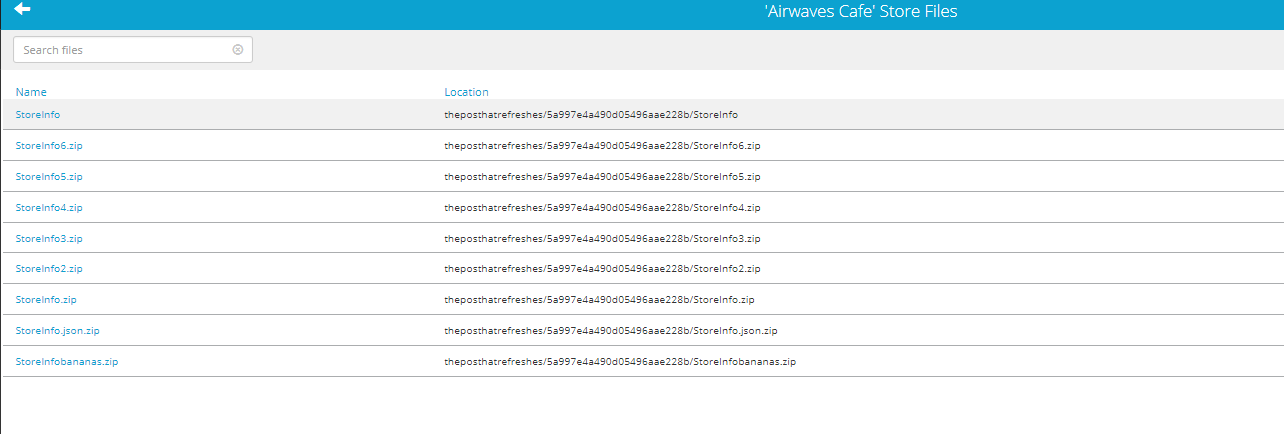 'Airwaves Cafe' Store Files
Search files
Name Location
StoreInfo theposthatrefreshes/5a997e4a490d05496aae228b/StoreInfo
StoreInfo6.zip theposthatrefreshes/5a997e4a490d05496aae228b/StoreInfo6.zip
StoreInfo5.zip theposthatrefreshes/5a997e4a490d05496aae228b/StoreInfo5.zip
StoreInfo4.zip theposthatrefreshes/5a997e4a490d05496aae228b/StoreInfo4.zip
StoreInfo3.zip theposthatrefreshes/5a997e4a490d05496aae228b/StoreInfo3.zip
StoreInfo2.zip theposthatrefreshes/5a997e4a490d05496aae228b/StoreInfo2.zip
StoreInfo.zip theposthatrefreshes/5a997e4a490d05496aae228b/StoreInfo.zip
StoreInfo.json.zip theposthatrefreshes/5a997e4a490d05496aae228b/StoreInfo.json.zip
StoreInfobananas.zip theposthatrefreshes/5a997e4a490d05496aae228b/StoreInfobananas.zip